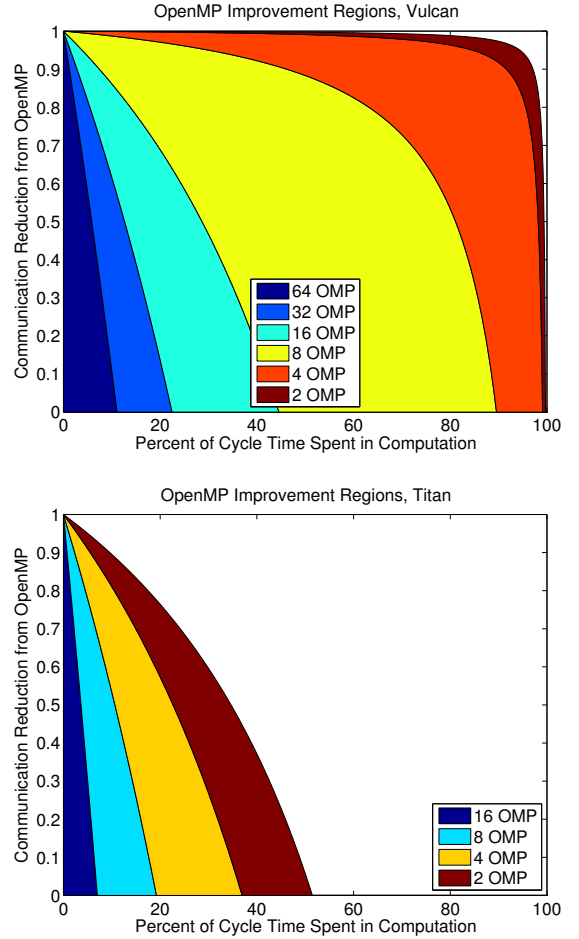 OpenMP Improvement Regions, Vulcan
Communication Reduction from OpenMP
1
0.9
0.8
0.7
0.6
0.5
0.4
0.3
0.2
0.1
0
64 OMP
32 OMP
16 OMP
8 OMP
4 OMP
2 OMP
0 20 40 60 80 100
Percent of Cycle Time Spent in Computation
OpenMP Improvement Regions, Titan
Communication Reduction from OpenMP
1
0.9
0.8
0.7
0.6
0.5
0.4
0.3
0.2
0.1
0
16 OMP
8 OMP
4 OMP
2 OMP
0 20 40 60 80 100
Percent of Cycle Time Spent in Computation